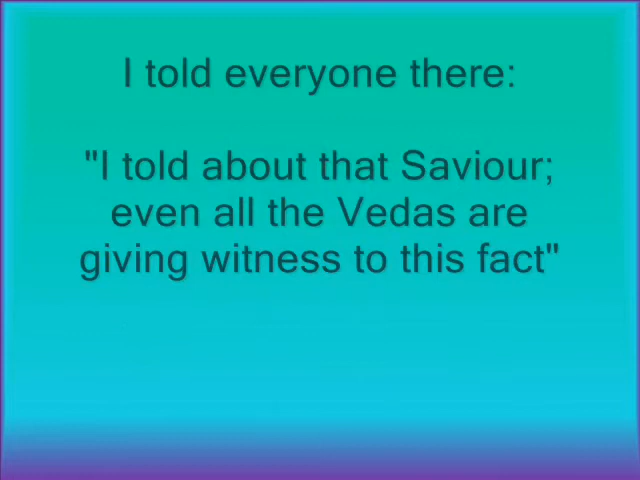 I told everyone there:
"I told about that Saviour;
even all the Vedas are
giving witness to this fact"